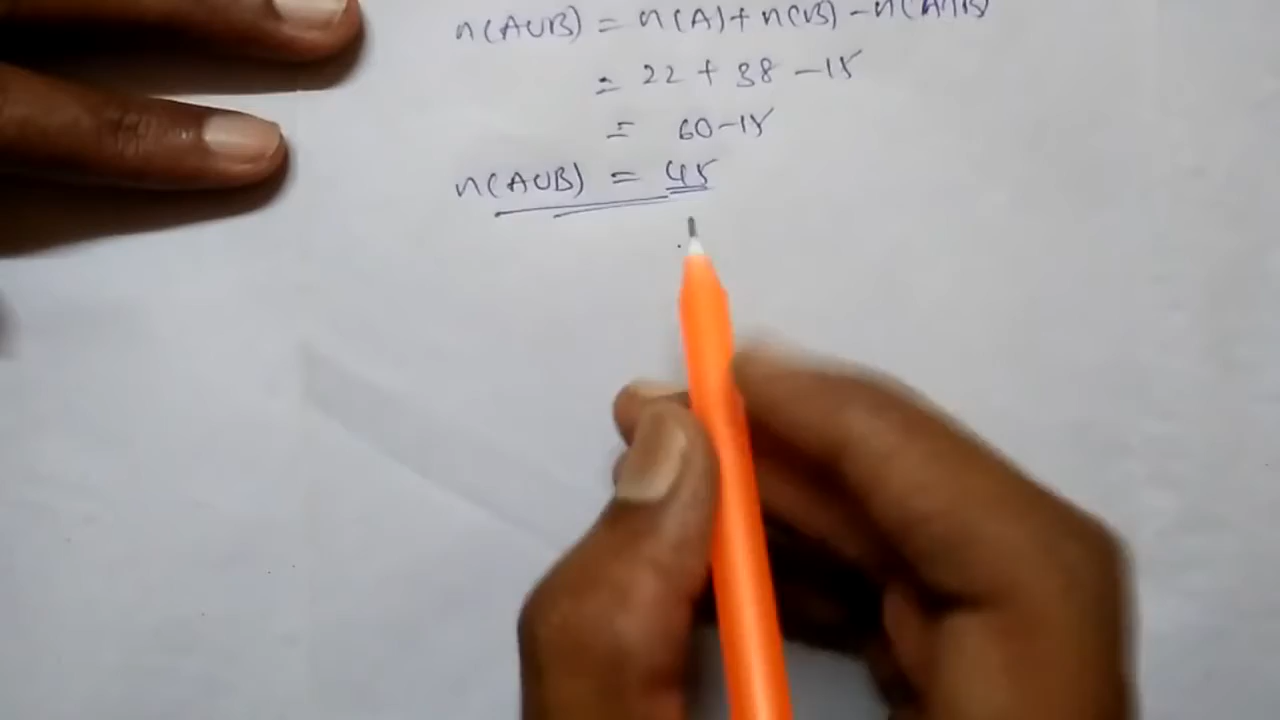 n(A∪B) = n(A) + n(B) - n(A∩B)
= 22 + 38 - 15
= 60 - 15
n(A∪B) = 45